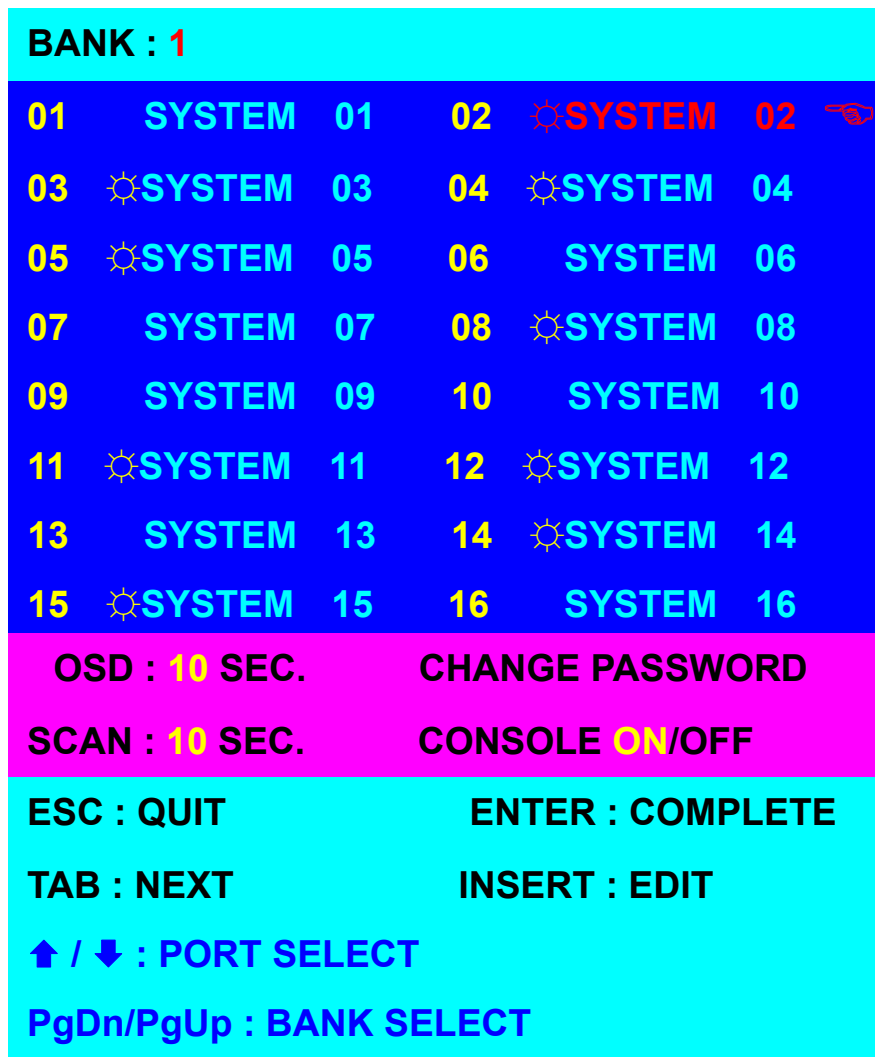 BANK : 1
01 SYSTEM 01 02 ☼SYSTEM 02 ☜
03 ☼SYSTEM 03 04 ☼SYSTEM 04
05 ☼SYSTEM 05 06 SYSTEM 06
07 SYSTEM 07 08 ☼SYSTEM 08
09 SYSTEM 09 10 SYSTEM 10
11 ☼SYSTEM 11 12 ☼SYSTEM 12
13 SYSTEM 13 14 ☼SYSTEM 14
15 ☼SYSTEM 15 16 SYSTEM 16
OSD : 10 SEC. CHANGE PASSWORD
SCAN : 10 SEC. CONSOLE ON/OFF
ESC : QUIT ENTER : COMPLETE
TAB : NEXT INSERT : EDIT
🡅 / 🡇 : PORT SELECT
PgDn/PgUp : BANK SELECT